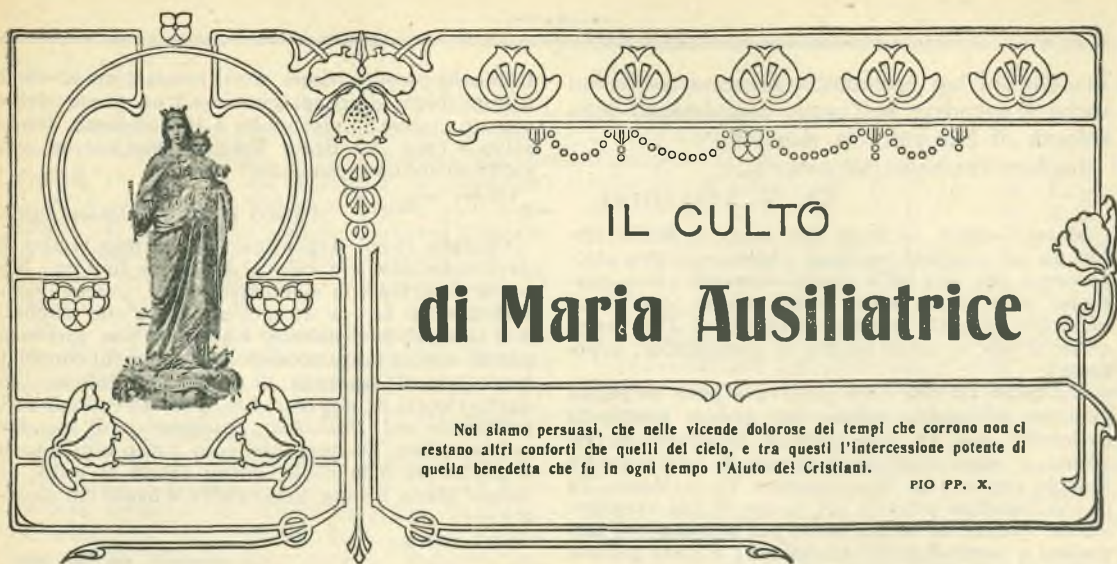 IL CULTO
di Maria Ausiliatrice
Noi siamo persuasi, che nelle vicende dolorose dei tempi che corrono non ci
restano altri conforti che quelli del cielo, e tra questi l'intercessione potente di
quella benedetta che fu in ogni tempo l'Aiuto dei Cristiani.
PIO PP. X.